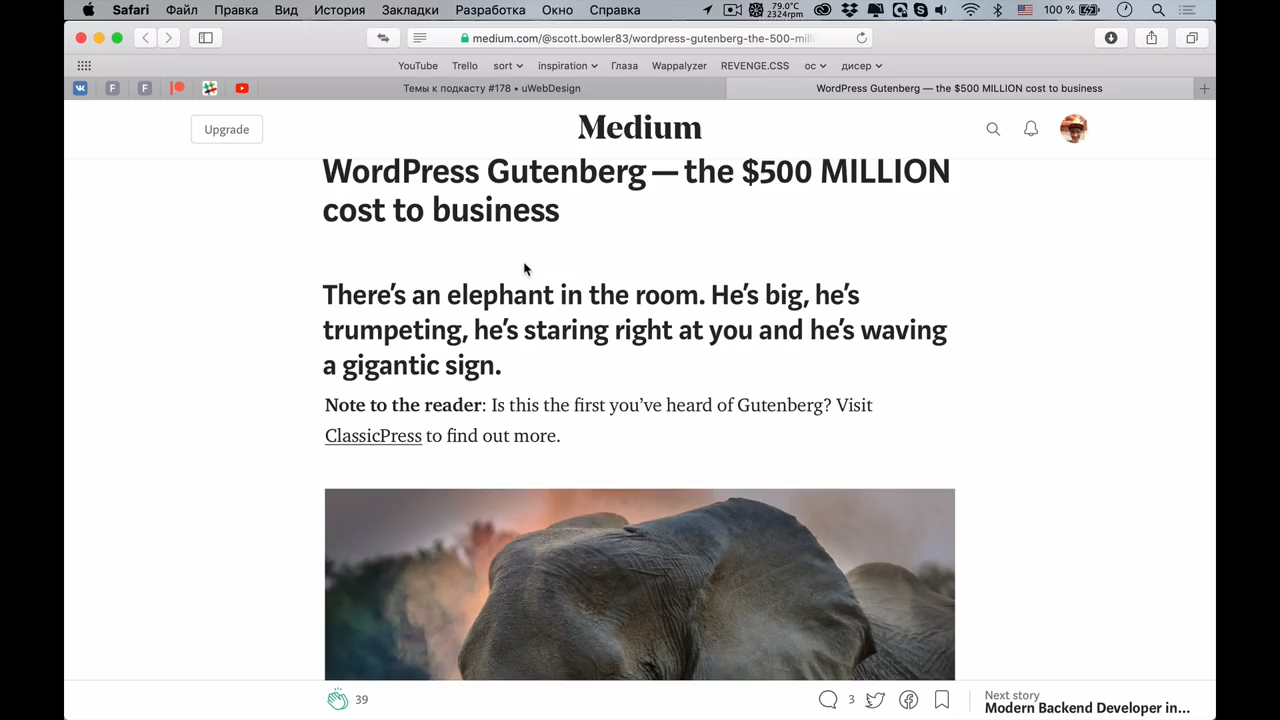 Safari Файл Правка Вид История Закладки Разработка Окно Справка 79.0°C 2324rpm 100 %
medium.com/@scott.bowler83/wordpress-gutenberg-the-500-milli
YouTube Trello sort inspiration Глаза Wappalyzer REVENGE.CSS ос дисер
F F Темы к подкасту #178 • uWebDesign WordPress Gutenberg — the $500 MILLION cost to business
Upgrade Medium
WordPress Gutenberg — the $500 MILLION
cost to business
There’s an elephant in the room. He’s big, he’s
trumpeting, he’s staring right at you and he’s waving
a gigantic sign.
Note to the reader: Is this the first you’ve heard of Gutenberg? Visit
ClassicPress to find out more.
39 3 Next story
Modern Backend Developer in...